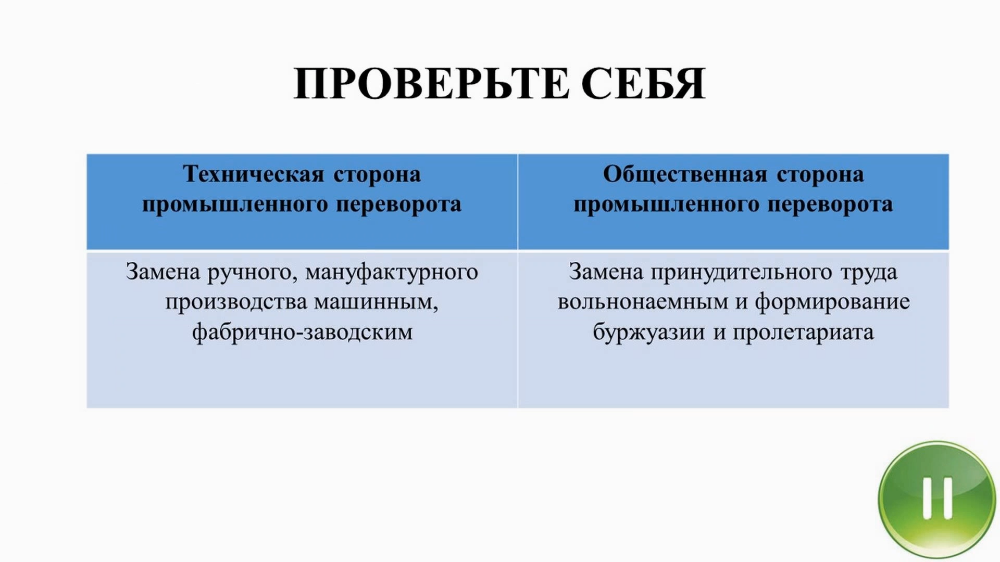 ПРОВЕРЬТЕ СЕБЯ
Техническая сторона
промышленного переворота
Общественная сторона
промышленного переворота
Замена ручного, мануфактурного
производства машинным,
фабрично-заводским
Замена принудительного труда
вольнонаемным и формирование
буржуазии и пролетариата